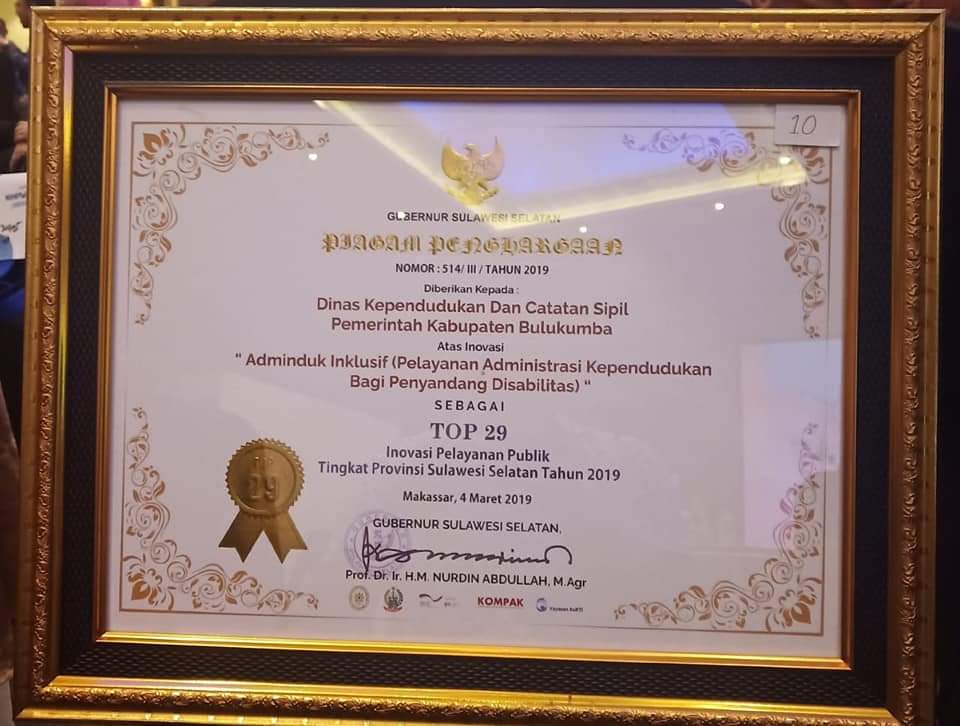 10
GUBERNUR SULAWESI SELATAN
PIAGAM PENGHARGAAN
NOMOR : 514/ III / TAHUN 2019
Diberikan Kepada :
Dinas Kependudukan Dan Catatan Sipil
Pemerintah Kabupaten Bulukumba
Atas Inovasi
" Adminduk Inklusif (Pelayanan Administrasi Kependudukan
Bagi Penyandang Disabilitas) “
SEBAGAI
TOP 29
Inovasi Pelayanan Publik
Tingkat Provinsi Sulawesi Selatan Tahun 2019
Makassar, 4 Maret 2019
GUBERNUR SULAWESI SELATAN,
Prof. Dr. Ir. H.M. NURDIN ABDULLAH, M.Agr
TOP
29
KOMPAK
Yayasan BaKTI